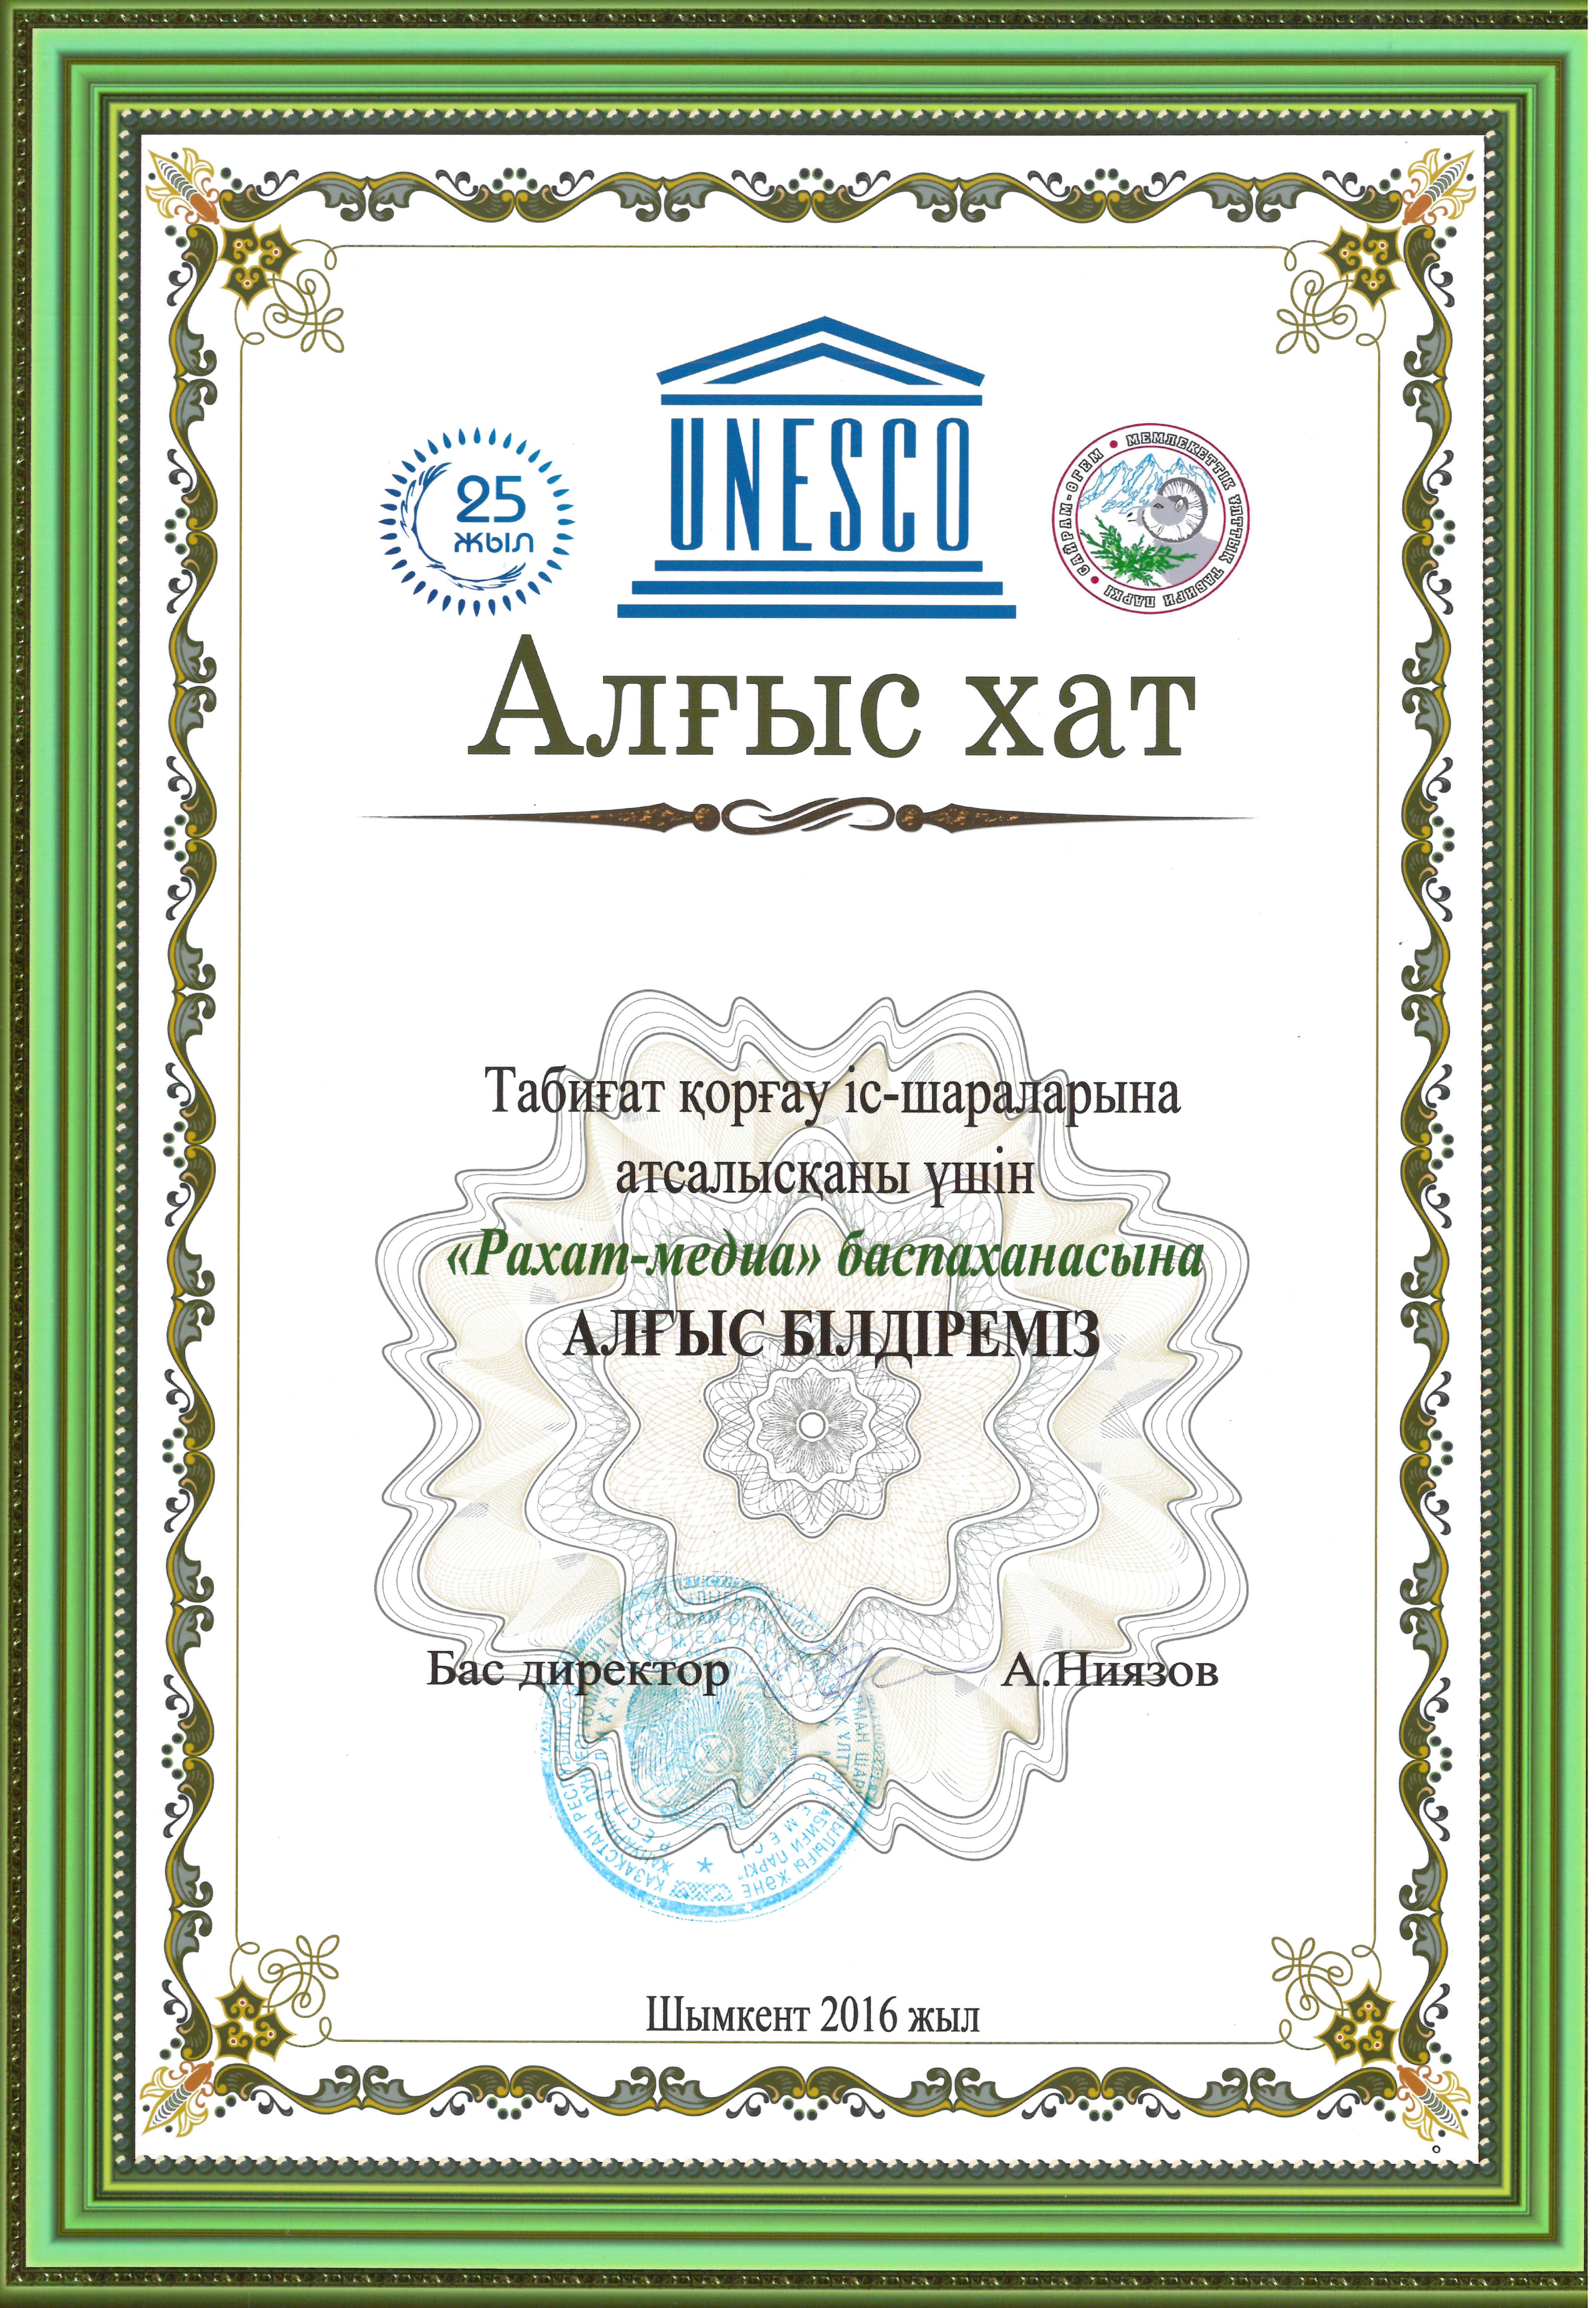 25
ЖЫЛ
UNESCO
САЙРАМ-ӨГЕМ • МЕМЛЕКЕТТІК ҰЛТТЫҚ ТАБИҒИ ПАРКІ •
Алғыс хат
Табиғат қорғау іс-шараларына
атсалысқаны үшін
«Рахат-медиа» баспаханасына
АЛҒЫС БІЛДІРЕМІЗ
Бас директор А.Ниязов
Шымкент 2016 жыл